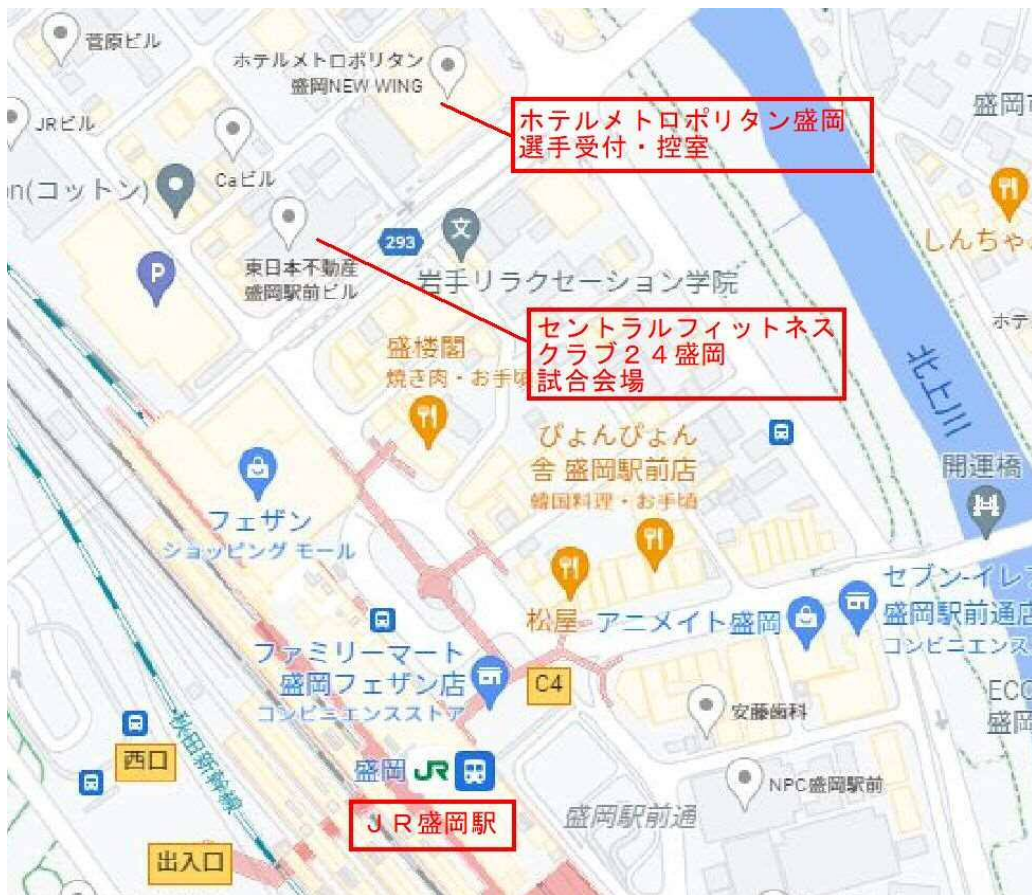 菅原ビル
ホテルメトロポリタン
盛岡NEW WING
JRビル
ホテルメトロポリタン盛岡
選手受付・控室
盛岡
Caビル
n(コットン)
しんちゃ
293
文
P
東日本不動産
盛岡駅前ビル
岩手リラクセーション学院
セントラルフィットネス
クラブ24盛岡
試合会場
ホテ
盛楼閣
焼き肉・お手頃
北上川
ぴょんぴょん
舎 盛岡駅前店
韓国料理・お手頃
開運橋
フェザン
ショッピング モール
松屋
アニメイト盛岡
セブン-イレ
盛岡駅前通店
コンビニエンス
ファミリーマート
盛岡フェザン店
コンビニエンスストア
C4
安藤歯科
盛岡
秋田新幹線
西口
盛岡 JR
NPC盛岡駅前
JR盛岡駅
盛岡駅前通
出入口